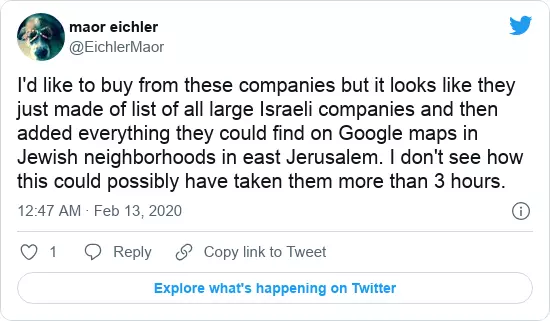 maor eichler
@EichlerMaor
I'd like to buy from these companies but it looks like they
just made of list of all large Israeli companies and then
added everything they could find on Google maps in
Jewish neighborhoods in east Jerusalem. I don't see how
this could possibly have taken them more than 3 hours.
12:47 AM · Feb 13, 2020
1 Reply Copy link to Tweet
Explore what's happening on Twitter